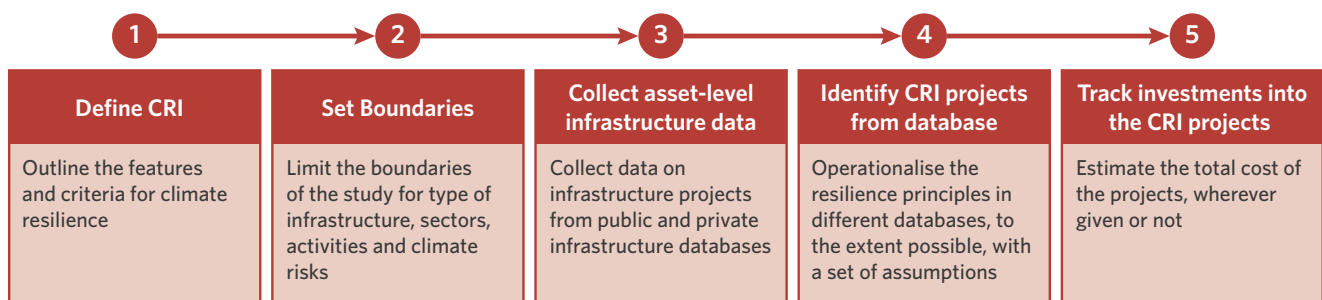 1
2
3
4
5
Define CRI
Outline the features
and criteria for climate
resilience
Set Boundaries
Limit the boundaries
of the study for type of
infrastructure, sectors,
activities and climate
risks
Collect asset-level
infrastructure data
Collect data on
infrastructure projects
from public and private
infrastructure databases
Identify CRI projects
from database
Operationalise the
resilience principles in
different databases, to
the extent possible, with
a set of assumptions
Track investments into
the CRI projects
Estimate the total cost of
the projects, wherever
given or not